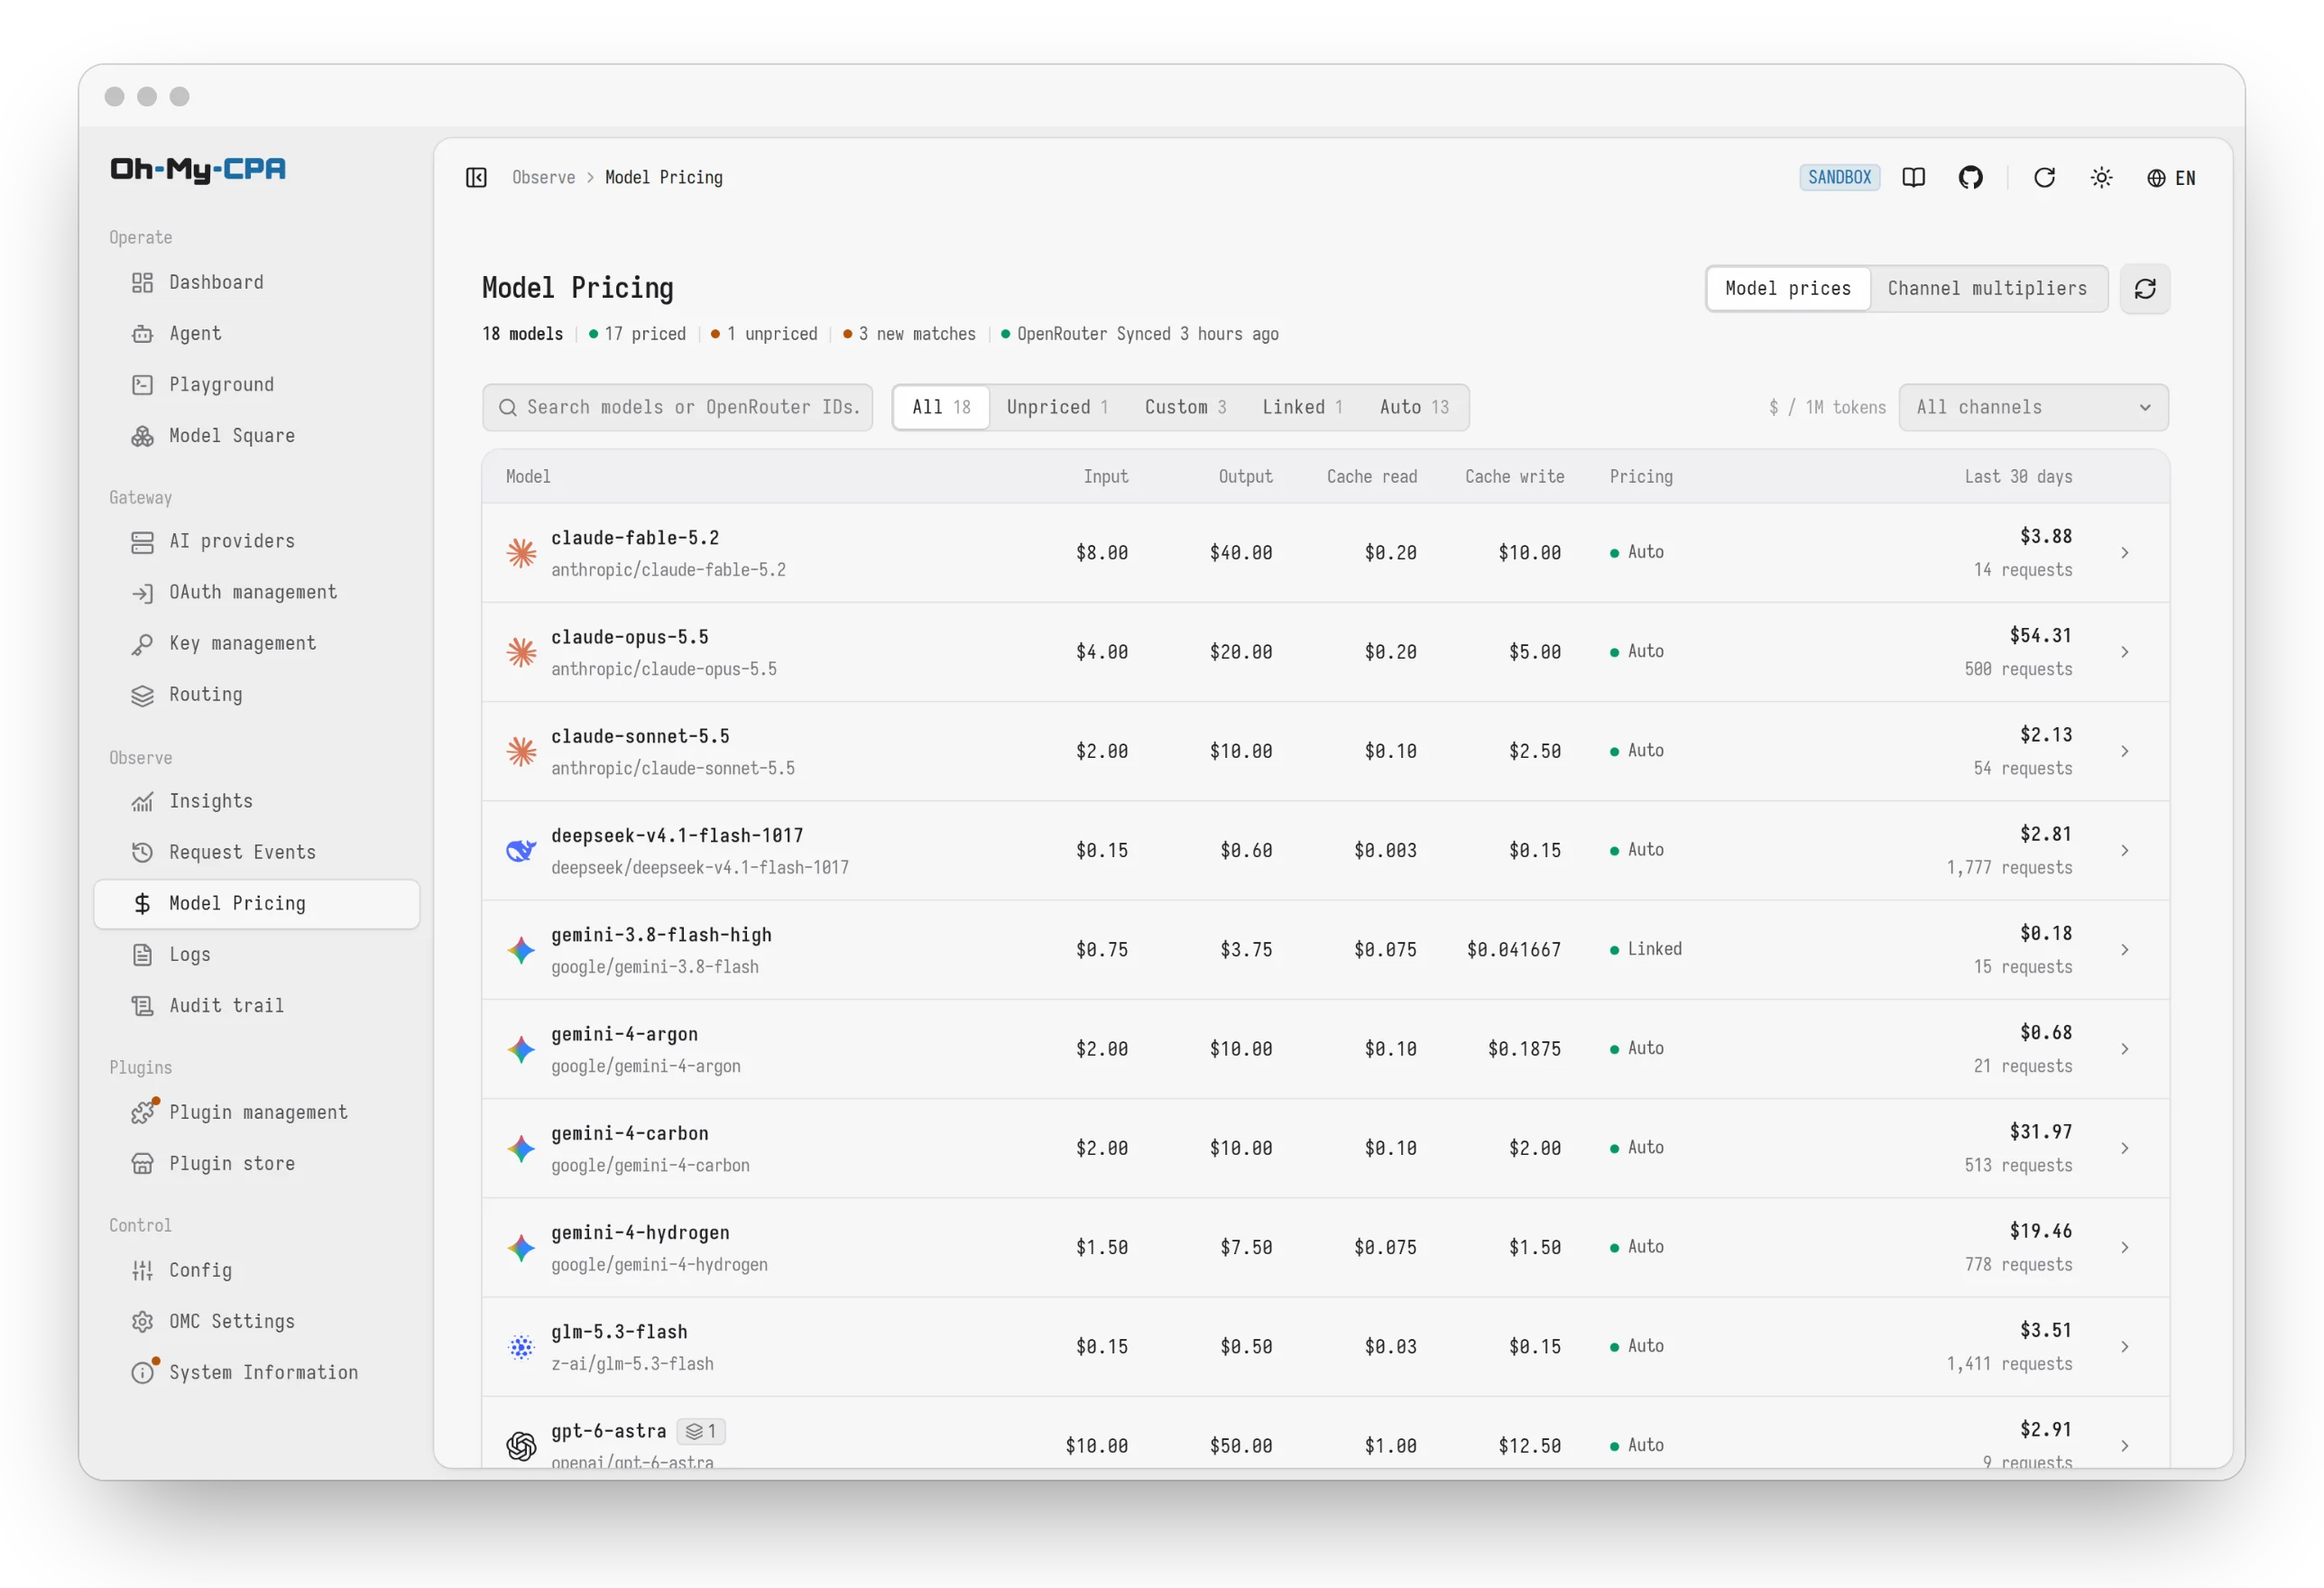 Oh-My-CPA
Operate
Dashboard
Agent
Playground
Model Square
Gateway
AI providers
OAuth management
Key management
Routing
Observe
Insights
Request Events
Model Pricing
Logs
Audit trail
Plugins
Plugin management
Plugin store
Control
Config
OMC Settings
System Information
Observe > Model Pricing
SANDBOX
EN
Model Pricing
Model prices Channel multipliers
18 models 17 priced 1 unpriced 3 new matches OpenRouter Synced 3 hours ago
Search models or OpenRouter IDs.
All 18 Unpriced 1 Custom 3 Linked 1 Auto 13
$ / 1M tokens All channels
Model Input Output Cache read Cache write Pricing Last 30 days
claude-fable-5.2
anthropic/claude-fable-5.2
$8.00 $40.00 $0.20 $10.00 Auto
$3.88
14 requests
claude-opus-5.5
anthropic/claude-opus-5.5
$4.00 $20.00 $0.20 $5.00 Auto
$54.31
500 requests
claude-sonnet-5.5
anthropic/claude-sonnet-5.5
$2.00 $10.00 $0.10 $2.50 Auto
$2.13
54 requests
deepseek-v4.1-flash-1017
deepseek/deepseek-v4.1-flash-1017
$0.15 $0.60 $0.003 $0.15 Auto
$2.81
1,777 requests
gemini-3.8-flash-high
google/gemini-3.8-flash
$0.75 $3.75 $0.075 $0.041667 Linked
$0.18
15 requests
gemini-4-argon
google/gemini-4-argon
$2.00 $10.00 $0.10 $0.1875 Auto
$0.68
21 requests
gemini-4-carbon
google/gemini-4-carbon
$2.00 $10.00 $0.10 $2.00 Auto
$31.97
513 requests
gemini-4-hydrogen
google/gemini-4-hydrogen
$1.50 $7.50 $0.075 $1.50 Auto
$19.46
778 requests
glm-5.3-flash
z-ai/glm-5.3-flash
$0.15 $0.50 $0.03 $0.15 Auto
$3.51
1,411 requests
gpt-6-astra 1
openai/gpt-6-astra
$10.00 $50.00 $1.00 $12.50 Auto
$2.91
9 requests